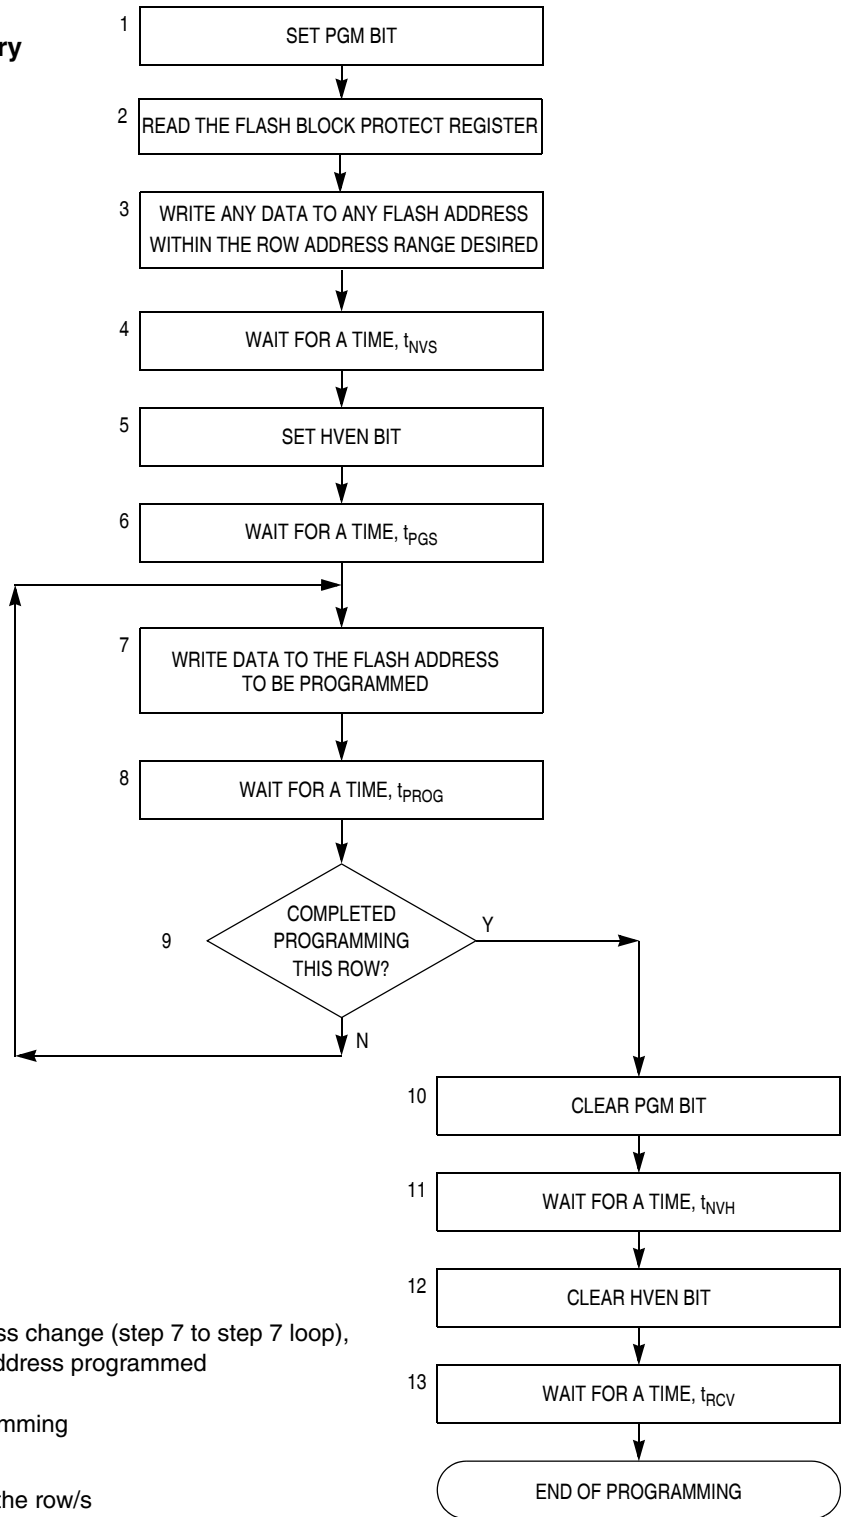 ry
1
SET PGM BIT
2
READ THE FLASH BLOCK PROTECT REGISTER
3
WRITE ANY DATA TO ANY FLASH ADDRESS
WITHIN THE ROW ADDRESS RANGE DESIRED
4
WAIT FOR A TIME, tNVS
5
SET HVEN BIT
6
WAIT FOR A TIME, tPGS
7
WRITE DATA TO THE FLASH ADDRESS
TO BE PROGRAMMED
8
WAIT FOR A TIME, tPROG
9
COMPLETED
PROGRAMMING
THIS ROW?
Y
N
10
CLEAR PGM BIT
11
WAIT FOR A TIME, tNVH
12
CLEAR HVEN BIT
13
WAIT FOR A TIME, tRCV
END OF PROGRAMMING
ss change (step 7 to step 7 loop),
ddress programmed
mming
the row/s